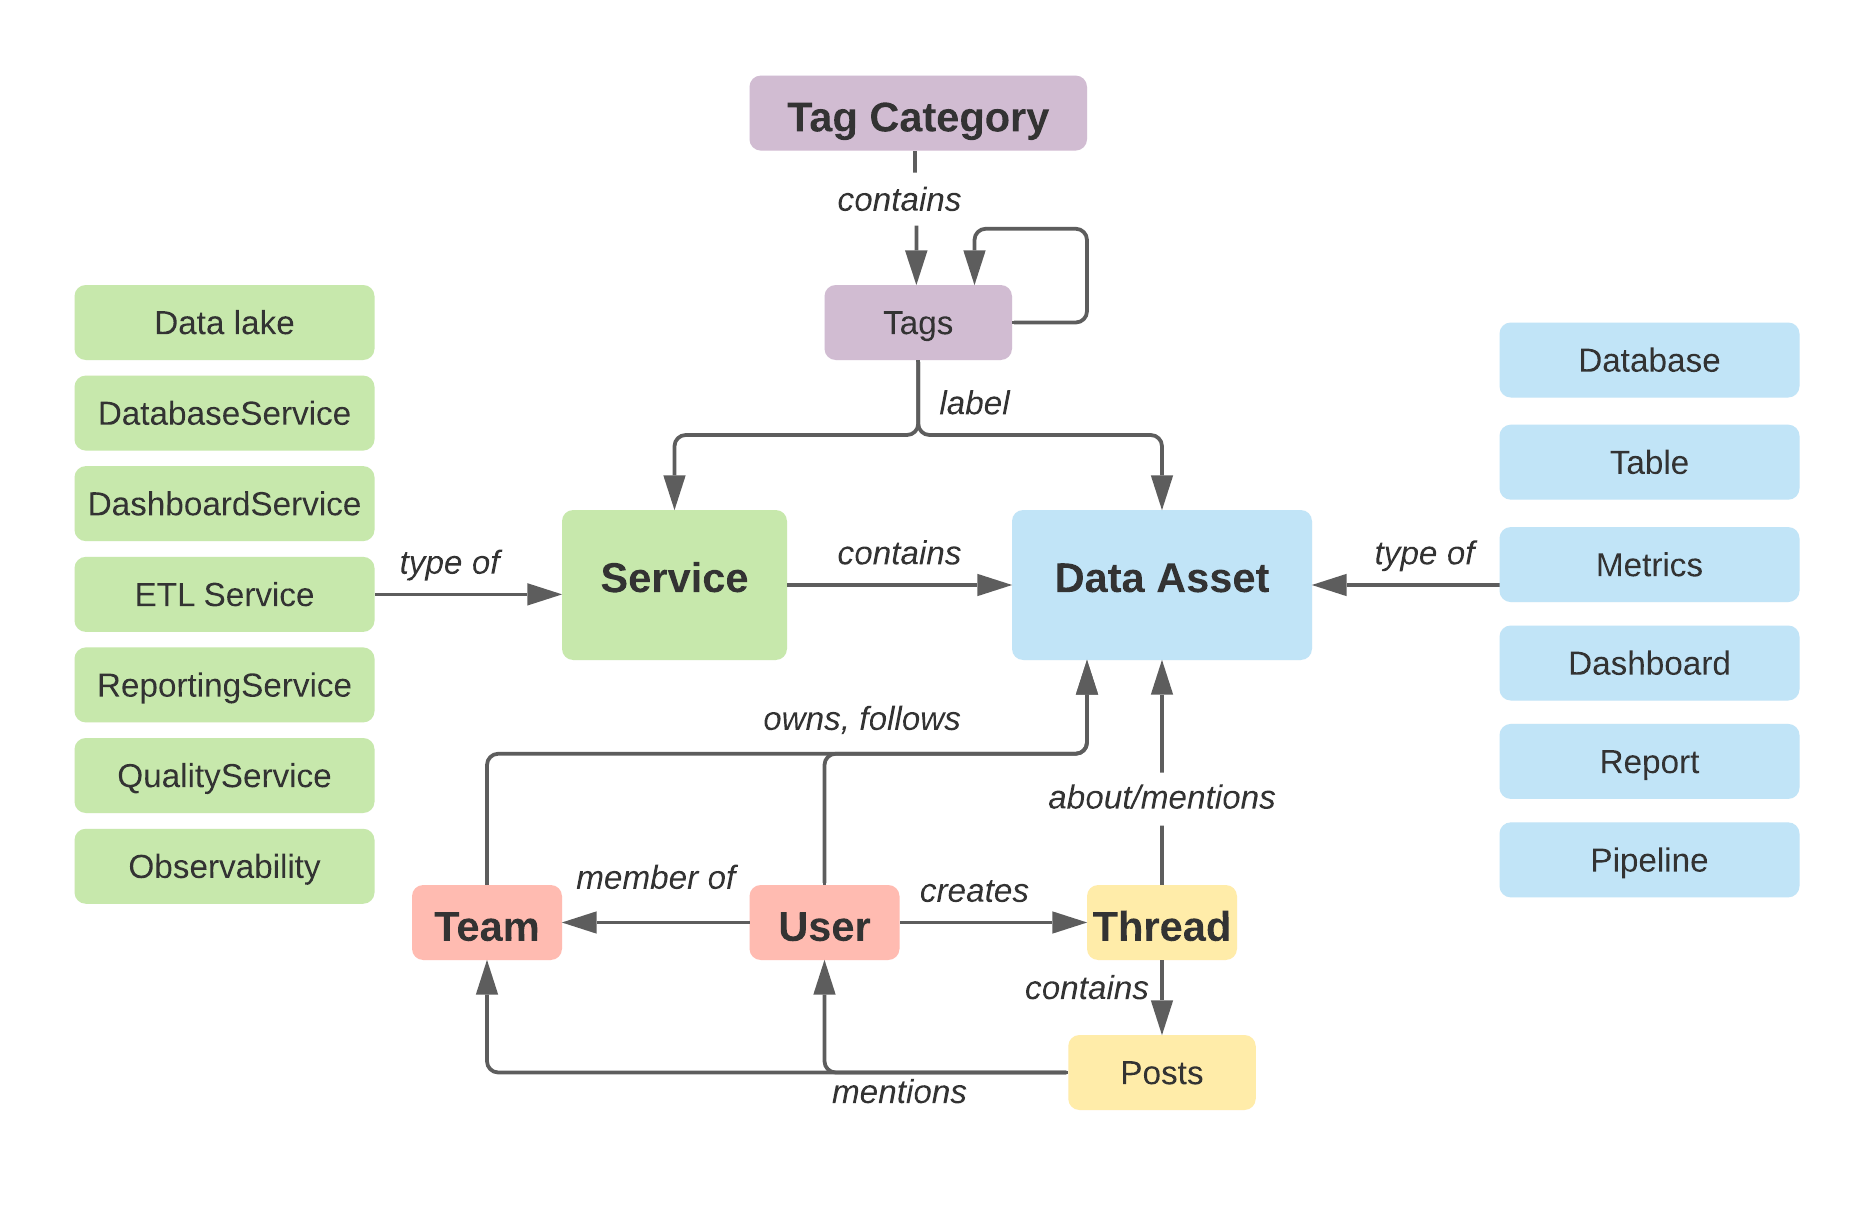 Tag Category
contains
Tags
label
Data lake
DatabaseService
DashboardService
ETL Service
ReportingService
QualityService
Observability
type of
Service
contains
Data Asset
type of
Database
Table
Metrics
Dashboard
Report
Pipeline
owns, follows
about/mentions
member of
creates
Team
User
Thread
contains
Posts
mentions